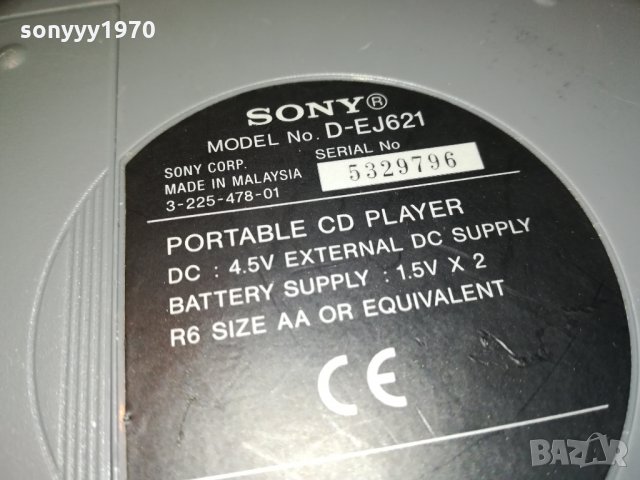 sonyyy1970
SONY®
MODEL No. D-EJ621
SONY CORP. SERIAL No
MADE IN MALAYSIA 5329796
3-225-478-01
PORTABLE CD PLAYER
DC : 4.5V EXTERNAL DC SUPPLY
BATTERY SUPPLY : 1.5V X 2
R6 SIZE AA OR EQUIVALENT
CE
BAZAR